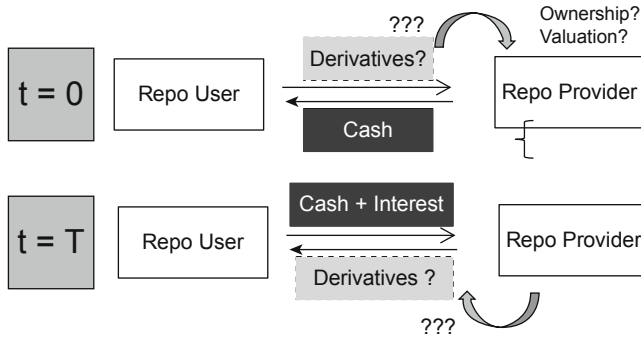 ???
Ownership?
Valuation?
t = 0
Repo User
Derivatives?
Cash
Repo Provider
t = T
Repo User
Cash + Interest
Derivatives ?
Repo Provider
???